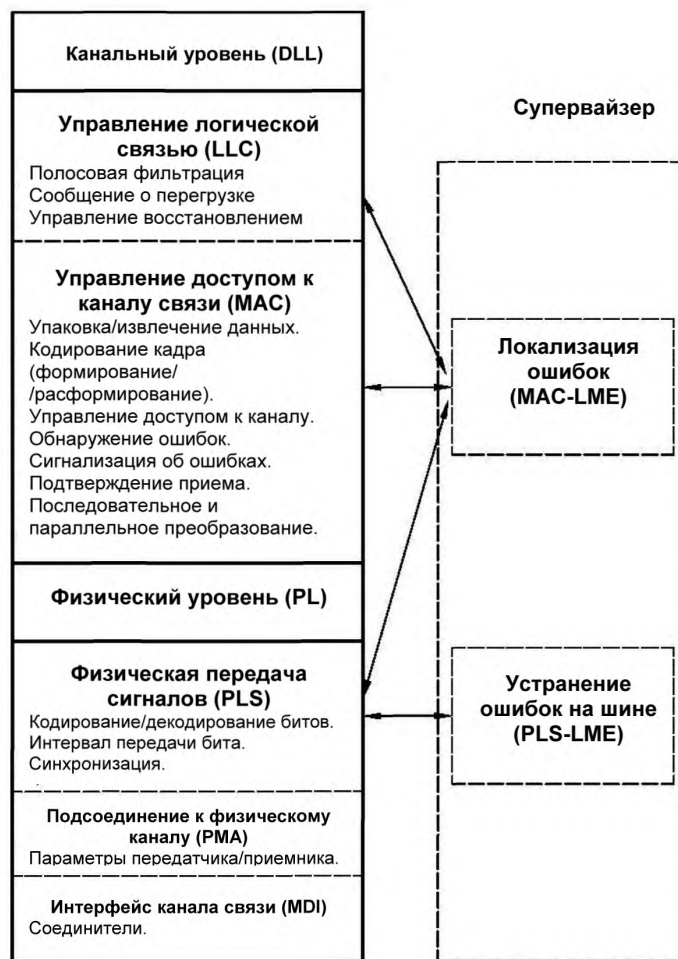 Канальный уровень (DLL)
Управление логической
связью (LLC)
Полосовая фильтрация
Сообщение о перегрузке
Управление восстановлением
Управление доступом к
каналу связи (MAC)
Упаковка/извлечение данных.
Кодирование кадра
(формирование/
/расформирование).
Управление доступом к каналу.
Обнаружение ошибок.
Сигнализация об ошибках.
Подтверждение приема.
Последовательное и
параллельное преобразование.
Физический уровень (PL)
Физическая передача
сигналов (PLS)
Кодирование/декодирование битов.
Интервал передачи бита.
Синхронизация.
Подсоединение к физическому
каналу (PMA)
Параметры передатчика/приемника.
Интерфейс канала связи (MDI)
Соединители.
Супервайзер
Локализация
ошибок
(MAC-LME)
Устранение
ошибок на шине
(PLS-LME)